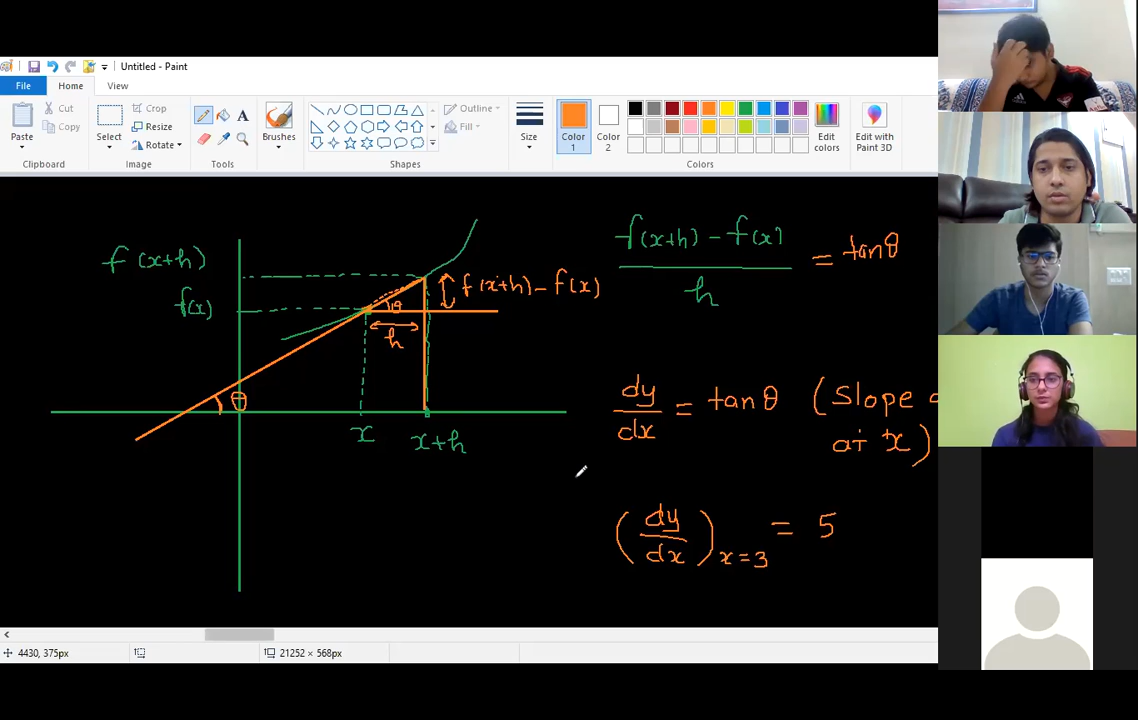 Untitled - Paint
File
Home
View
Paste
Cut
Copy
Clipboard
Select
Crop
Resize
Rotate
Image
A
Tools
Brushes
Outline
Fill
Shapes
Size
Color 1
Color 2
Edit colors
Colors
Edit with Paint 3D
f(x+h)
f(x)
f(x+h)-f(x)
θ
h
θ
x
x+h
f(x+h) - f(x)
h
= tanθ
dy
dx
= tanθ (Slope
at x)
(dy
dx)x=3 = 5
4430, 375px
21252 × 568px